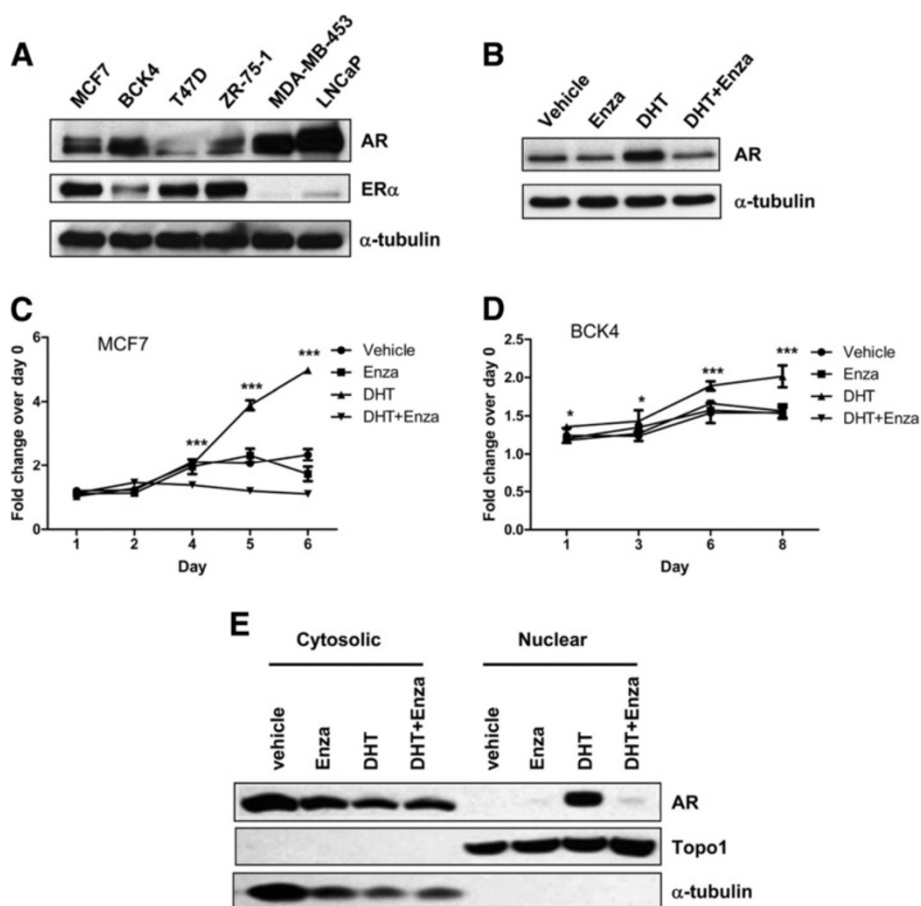 A
MCF7 BCK4 T47D ZR-75-1 MDA-MB-453 LNCaP
AR
ERα
α-tubulin
B
Vehicle Enza DHT DHT+Enza
AR
α-tubulin
C
MCF7
Fold change over day 0
6
4
2
0
1 2 4 5 6
Day
*** *** ***
Vehicle
Enza
DHT
DHT+Enza
D
BCK4
Fold change over day 0
2.5
2.0
1.5
1.0
0.5
0.0
1 3 6 8
Day
* * *** ***
Vehicle
Enza
DHT
DHT+Enza
E
Cytosolic Nuclear
vehicle Enza DHT DHT+Enza vehicle Enza DHT DHT+Enza
AR
Topo1
α-tubulin